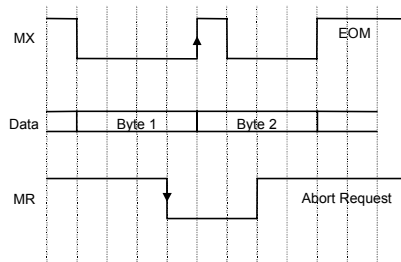 MX
EOM
Data
Byte 1
Byte 2
MR
Abort Request